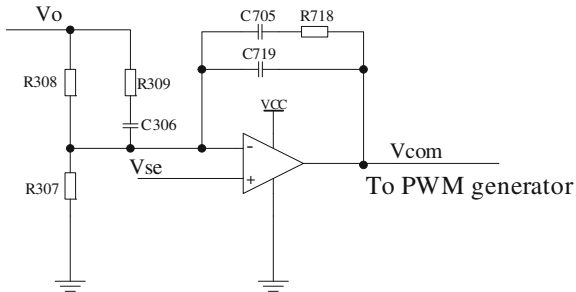 Vo
C705
R718
R308
R309
C719
C306
VCC
Vse
Vcom
R307
To PWM generator
-
+